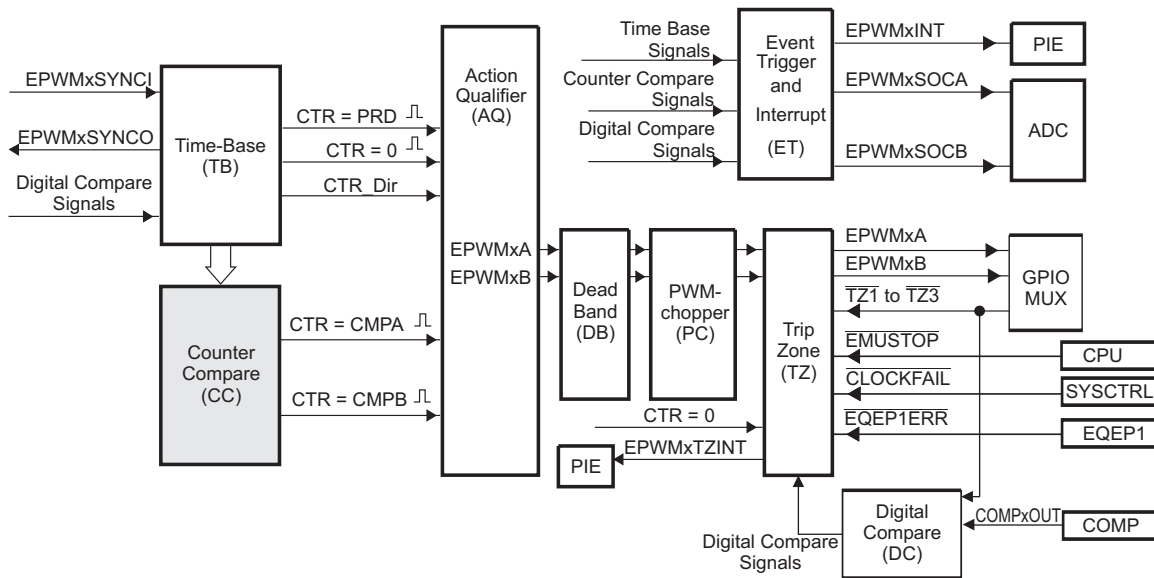 EPWMxSYNCI
EPWMxSYNCO
Digital Compare
Signals
Time-Base
(TB)
CTR = PRD
CTR = 0
CTR_Dir
Counter
Compare
(CC)
CTR = CMPA
CTR = CMPB
Action
Qualifier
(AQ)
EPWMxA
EPWMxB
Time Base
Signals
Counter Compare
Signals
Digital Compare
Signals
Event
Trigger
and
Interrupt
(ET)
EPWMxINT
EPWMxSOCA
EPWMxSOCB
PIE
ADC
Dead
Band
(DB)
PWM-
chopper
(PC)
CTR = 0
EPWMxTZINT
PIE
Trip
Zone
(TZ)
EPWMxA
EPWMxB
TZ1 to TZ3
EMUSTOP
CLOCKFAIL
EQEP1ERR
GPIO
MUX
CPU
SYSCTRL
EQEP1
Digital Compare
Signals
Digital
Compare
(DC)
COMPxOUT
COMP